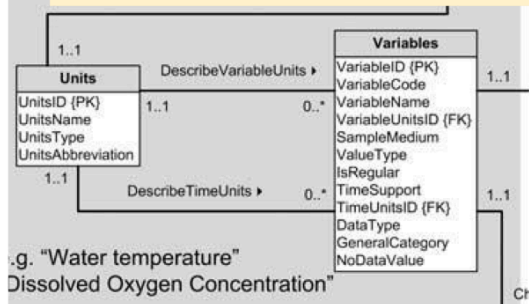 1..1
Units
UnitsID {PK}
UnitsName
UnitsType
UnitsAbbreviation
1..1
DescribeVariableUnits
1..1
0..*
DescribeTimeUnits
0..*
Variables
VariableID {PK}
VariableCode
VariableName
VariableUnitsID {FK}
SampleMedium
ValueType
IsRegular
TimeSupport
TimeUnitsID {FK}
DataType
GeneralCategory
NoDataValue
1..1
1..1
.g. “Water temperature”
Dissolved Oxygen Concentration”